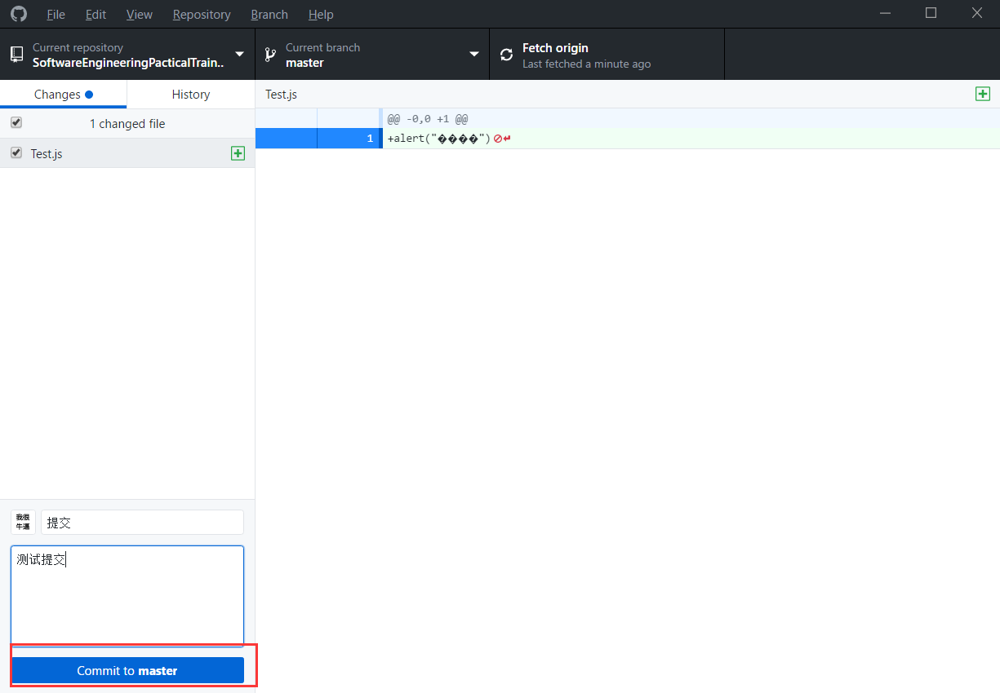 File Edit View Repository Branch Help
Current repository
SoftwareEngineeringPacticalTrain..
Current branch
master
Fetch origin
Last fetched a minute ago
Changes
History
1 changed file
Test.js
Test.js
@@ -0,0 +1 @@
1 +alert("����")
我很
牛逼
提交
测试提交
Commit to master